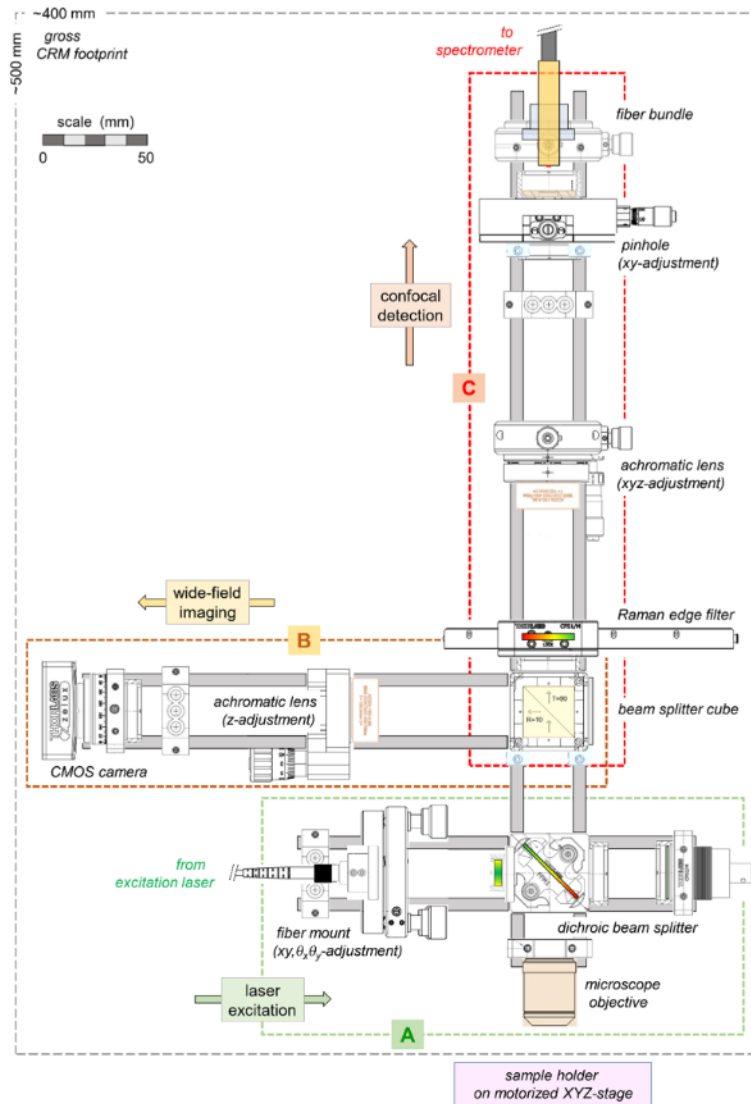 ~400 mm
~500 mm
gross
CRM footprint
scale (mm)
0 50
to
spectrometer
fiber bundle
pinhole
(xy-adjustment)
confocal
detection
C
achromatic lens
(xyz-adjustment)
wide-field
imaging
B
Raman edge filter
THORLABS
zelux
achromatic lens
(z-adjustment)
T=90
R=10
beam splitter cube
CMOS camera
from
excitation laser
fiber mount
(xy,θxθy-adjustment)
dichroic beam splitter
laser
excitation
microscope
objective
A
sample holder
on motorized XYZ-stage